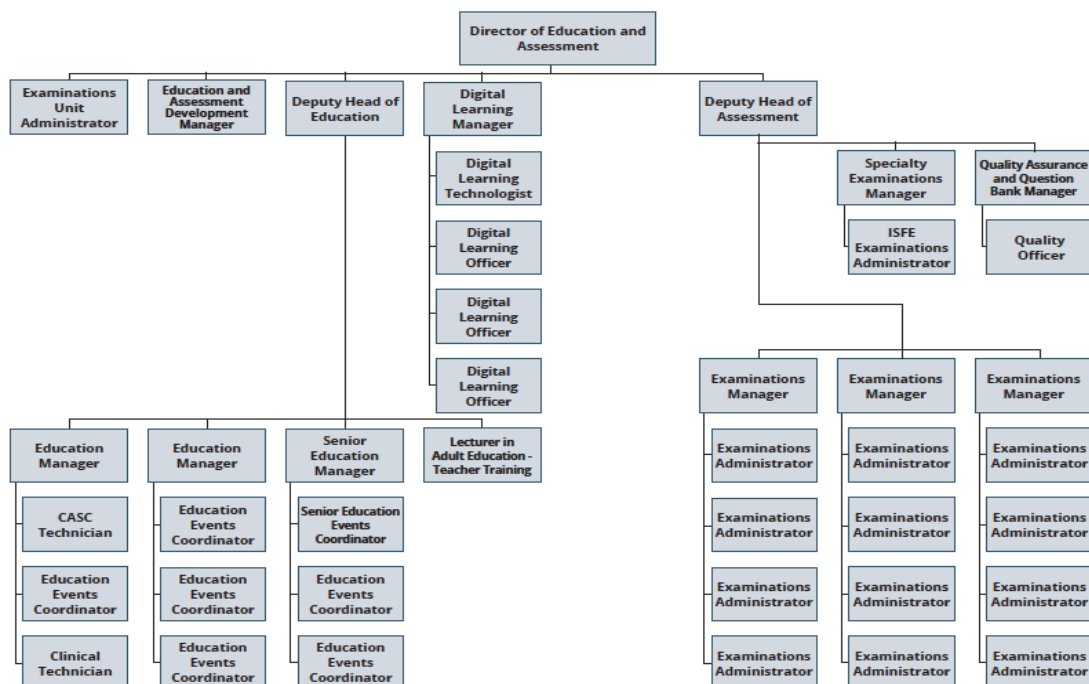 Director of Education and
Assessment
Examinations
Unit
Administrator
Education and
Assessment
Development
Manager
Deputy Head of
Education
Digital
Learning
Manager
Deputy Head of
Assessment
Digital
Learning
Technologist
Specialty
Examinations
Manager
Quality Assurance
and Question
Bank Manager
Digital
Learning
Officer
ISFE
Examinations
Administrator
Quality
Officer
Digital
Learning
Officer
Digital
Learning
Officer
Examinations
Manager
Examinations
Manager
Examinations
Manager
Education
Manager
Education
Manager
Senior
Education
Manager
Lecturer in
Adult Education -
Teacher Training
Examinations
Administrator
Examinations
Administrator
Examinations
Administrator
CASC
Technician
Education
Events
Coordinator
Senior Education
Events
Coordinator
Examinations
Administrator
Examinations
Administrator
Examinations
Administrator
Education
Events
Coordinator
Education
Events
Coordinator
Education
Events
Coordinator
Examinations
Administrator
Examinations
Administrator
Examinations
Administrator
Clinical
Technician
Education
Events
Coordinator
Education
Events
Coordinator
Examinations
Administrator
Examinations
Administrator
Examinations
Administrator